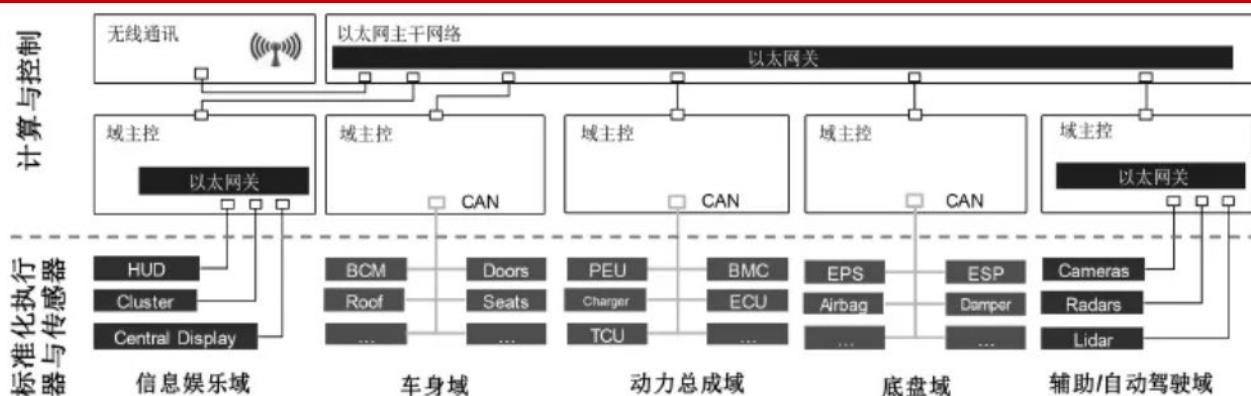 计算与控制
无线通讯
以太网主干网络
以太网关
域主控
以太网关
域主控
CAN
域主控
CAN
域主控
CAN
域主控
以太网关
标准化执行
器与传感器
HUD
Cluster
Central Display
信息娱乐域
BCM
Doors
Roof
Seats
...
...
车身域
PEU
BMC
Charger
ECU
TCU
...
动力总成域
EPS
ESP
Airbag
Damper
...
...
底盘域
Cameras
Radars
Lidar
辅助/自动驾驶域